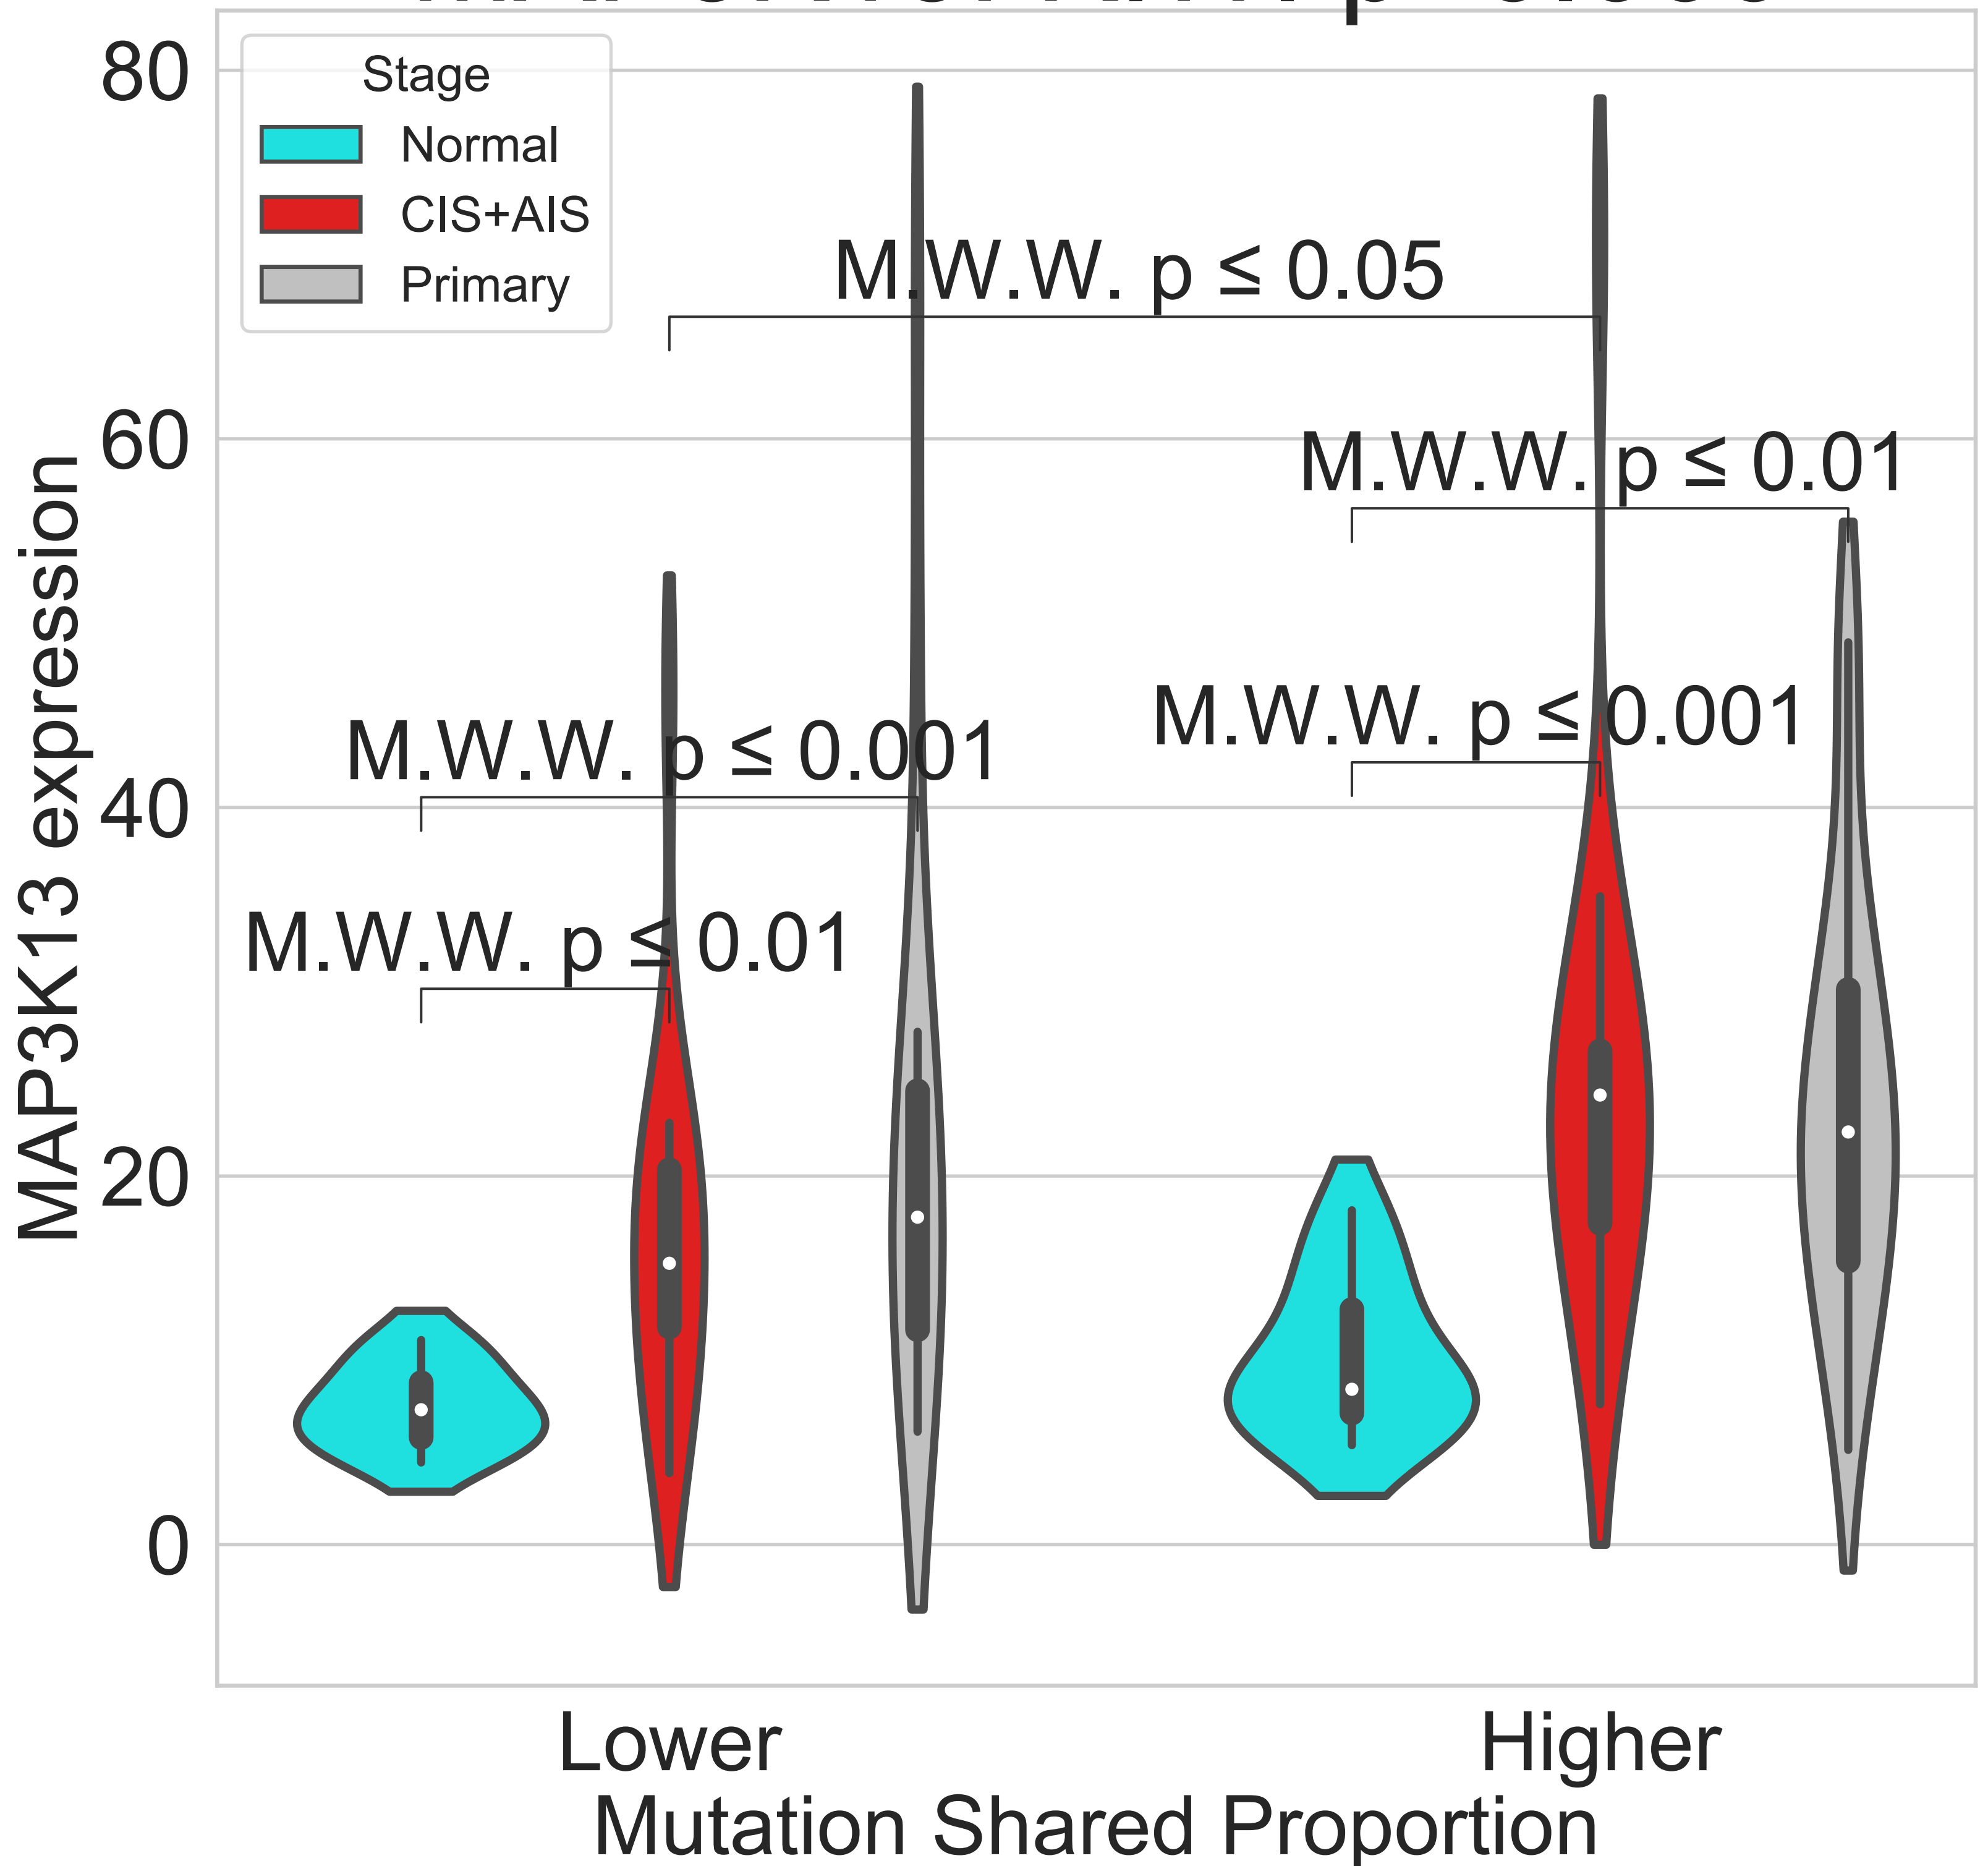 80
60
40
20
0
MAP3K13 expression
Stage
Normal
CIS+AIS
Primary
M.W.W. p ≤ 0.05
M.W.W. p ≤ 0.01
M.W.W. p ≤ 0.001
M.W.W. p ≤ 0.001
M.W.W. p ≤ 0.01
Lower
Higher
Mutation Shared Proportion